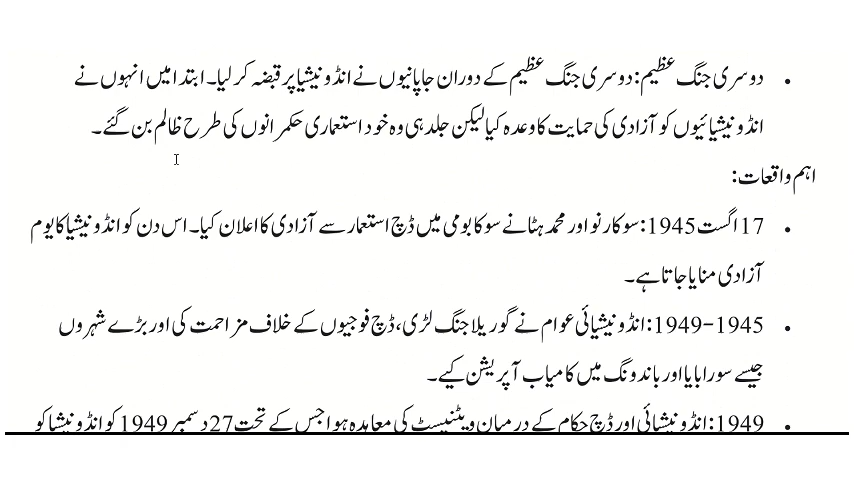 • دوسری جنگ عظیم: دوسری جنگ عظیم کے دوران جاپانیوں نے انڈونیشیا پر قبضہ کر لیا۔ ابتدا میں انہوں نے
انڈونیشیائیوں کو آزادی کی حمایت کا وعدہ کیا لیکن جلد ہی وہ خود استعماری حکمرانوں کی طرح ظالم بن گئے۔
اہم واقعات:
• 17 اگست 1945: سوکارنو اور محمد ہٹا نے سوکابومی میں ڈچ استعمار سے آزادی کا اعلان کیا۔ اس دن کو انڈونیشیا کا یوم
آزادی منایا جاتا ہے۔
• 1945-1949: انڈونیشیائی عوام نے گوریلا جنگ لڑی، ڈچ فوجیوں کے خلاف مزاحمت کی اور بڑے شہروں
جیسے سورابایا اور باندونگ میں کامیاب آپریشن کیے۔
• 1949: انڈونیشیائی اور ڈچ حکام کے درمیان ویٹنیسٹ کی معاہدہ ہوا جس کے تحت 27 دسمبر 1949 کو انڈونیشیا کو